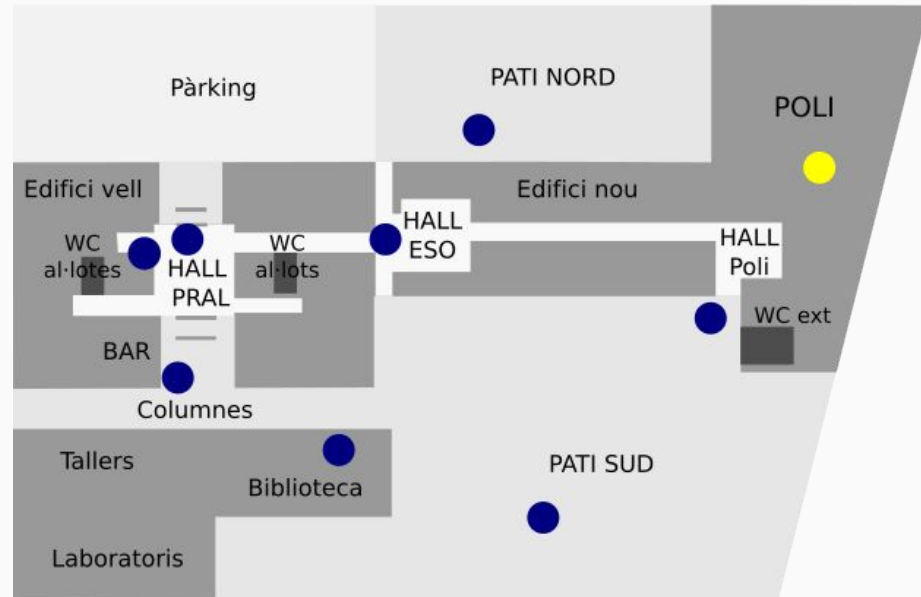 PATI NORD
Pàrking
POLI
Edifici vell
Edifici nou
HALL
ESO
WC
al·lotes
WC
al·lots
HALL
PRAL
HALL
Poli
WC ext
BAR
Columnes
Tallers
PATI SUD
Biblioteca
Laboratoris